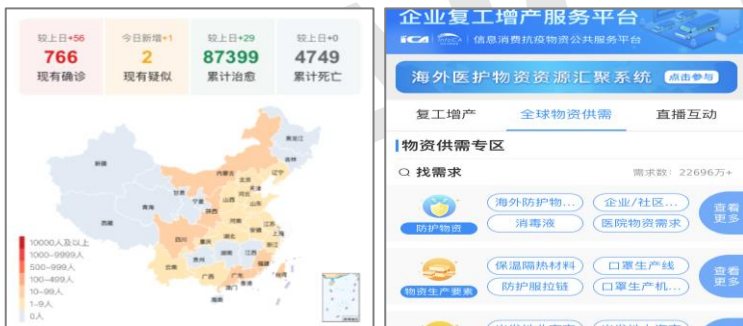 较上日+56
今日新增+1
较上日+29
较上日+0
766
2
87399
4749
现有确诊
现有疑似
累计治愈
累计死亡
黑龙江
吉林
辽宁
新疆
内蒙古
北京
天津
河北
山西
山东
甘肃
宁夏
青海
陕西
河南
江苏
西藏
安徽
上海
四川
重庆
湖北
浙江
湖南
江西
贵州
福建
云南
广西
广东
台湾
香港
澳门
海南
10000人及以上
1000-9999人
500-999人
100-499人
10-99人
1-9人
0人
企业复工增产服务平台
信息消费抗疫物资公共服务平台
海外医护物资资源汇聚系统 点击参与
复工增产 全球物资供需 直播互动
物资供需专区
找需求 需求数：22696万+
防护物资
海外防护物... 企业/社区...
消毒液 医院物资需求
查看
更多
物资生产要素
保温隔热材料 口罩生产线
防护服拉链 口罩生产机...
查看
更多